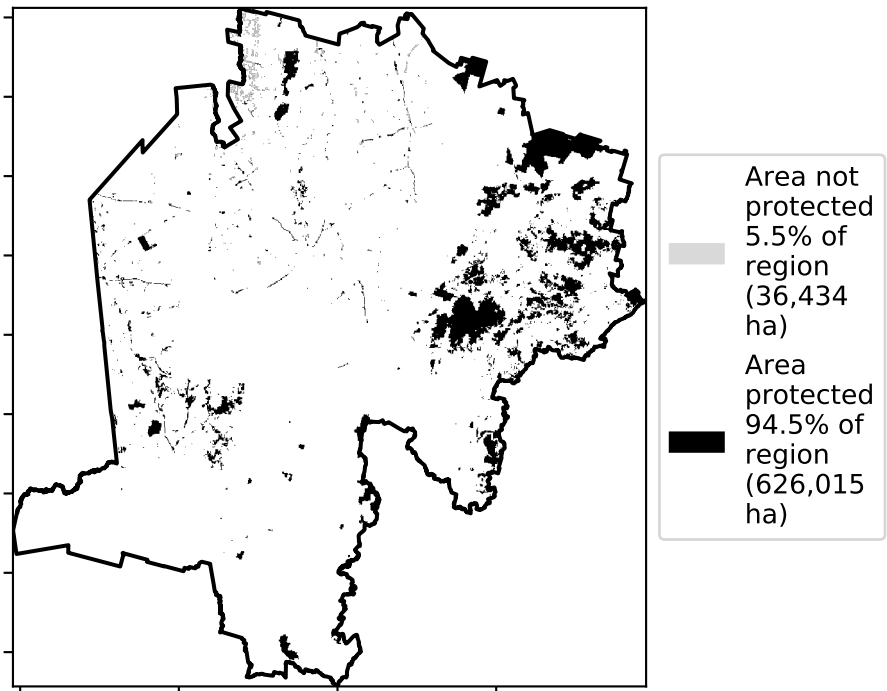 Area not
protected
5.5% of
region
(36,434
ha)
Area
protected
94.5% of
region
(626,015
ha)